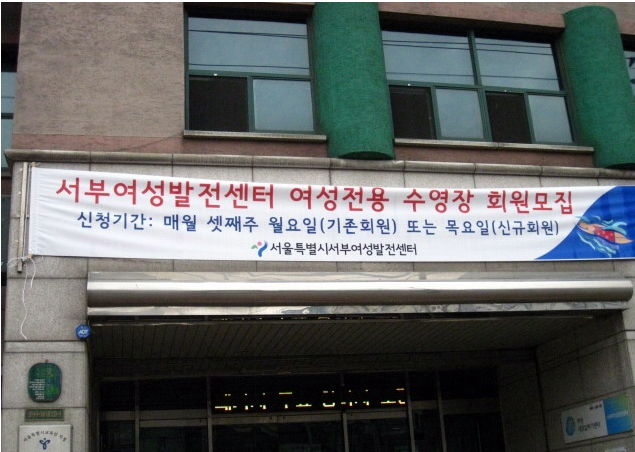 서부여성발전센터 여성전용 수영장 회원모집
신청기간: 매월 셋째주 월요일(기존회원) 또는 목요일(신규회원)
서울특별시서부여성발전센터
ADT